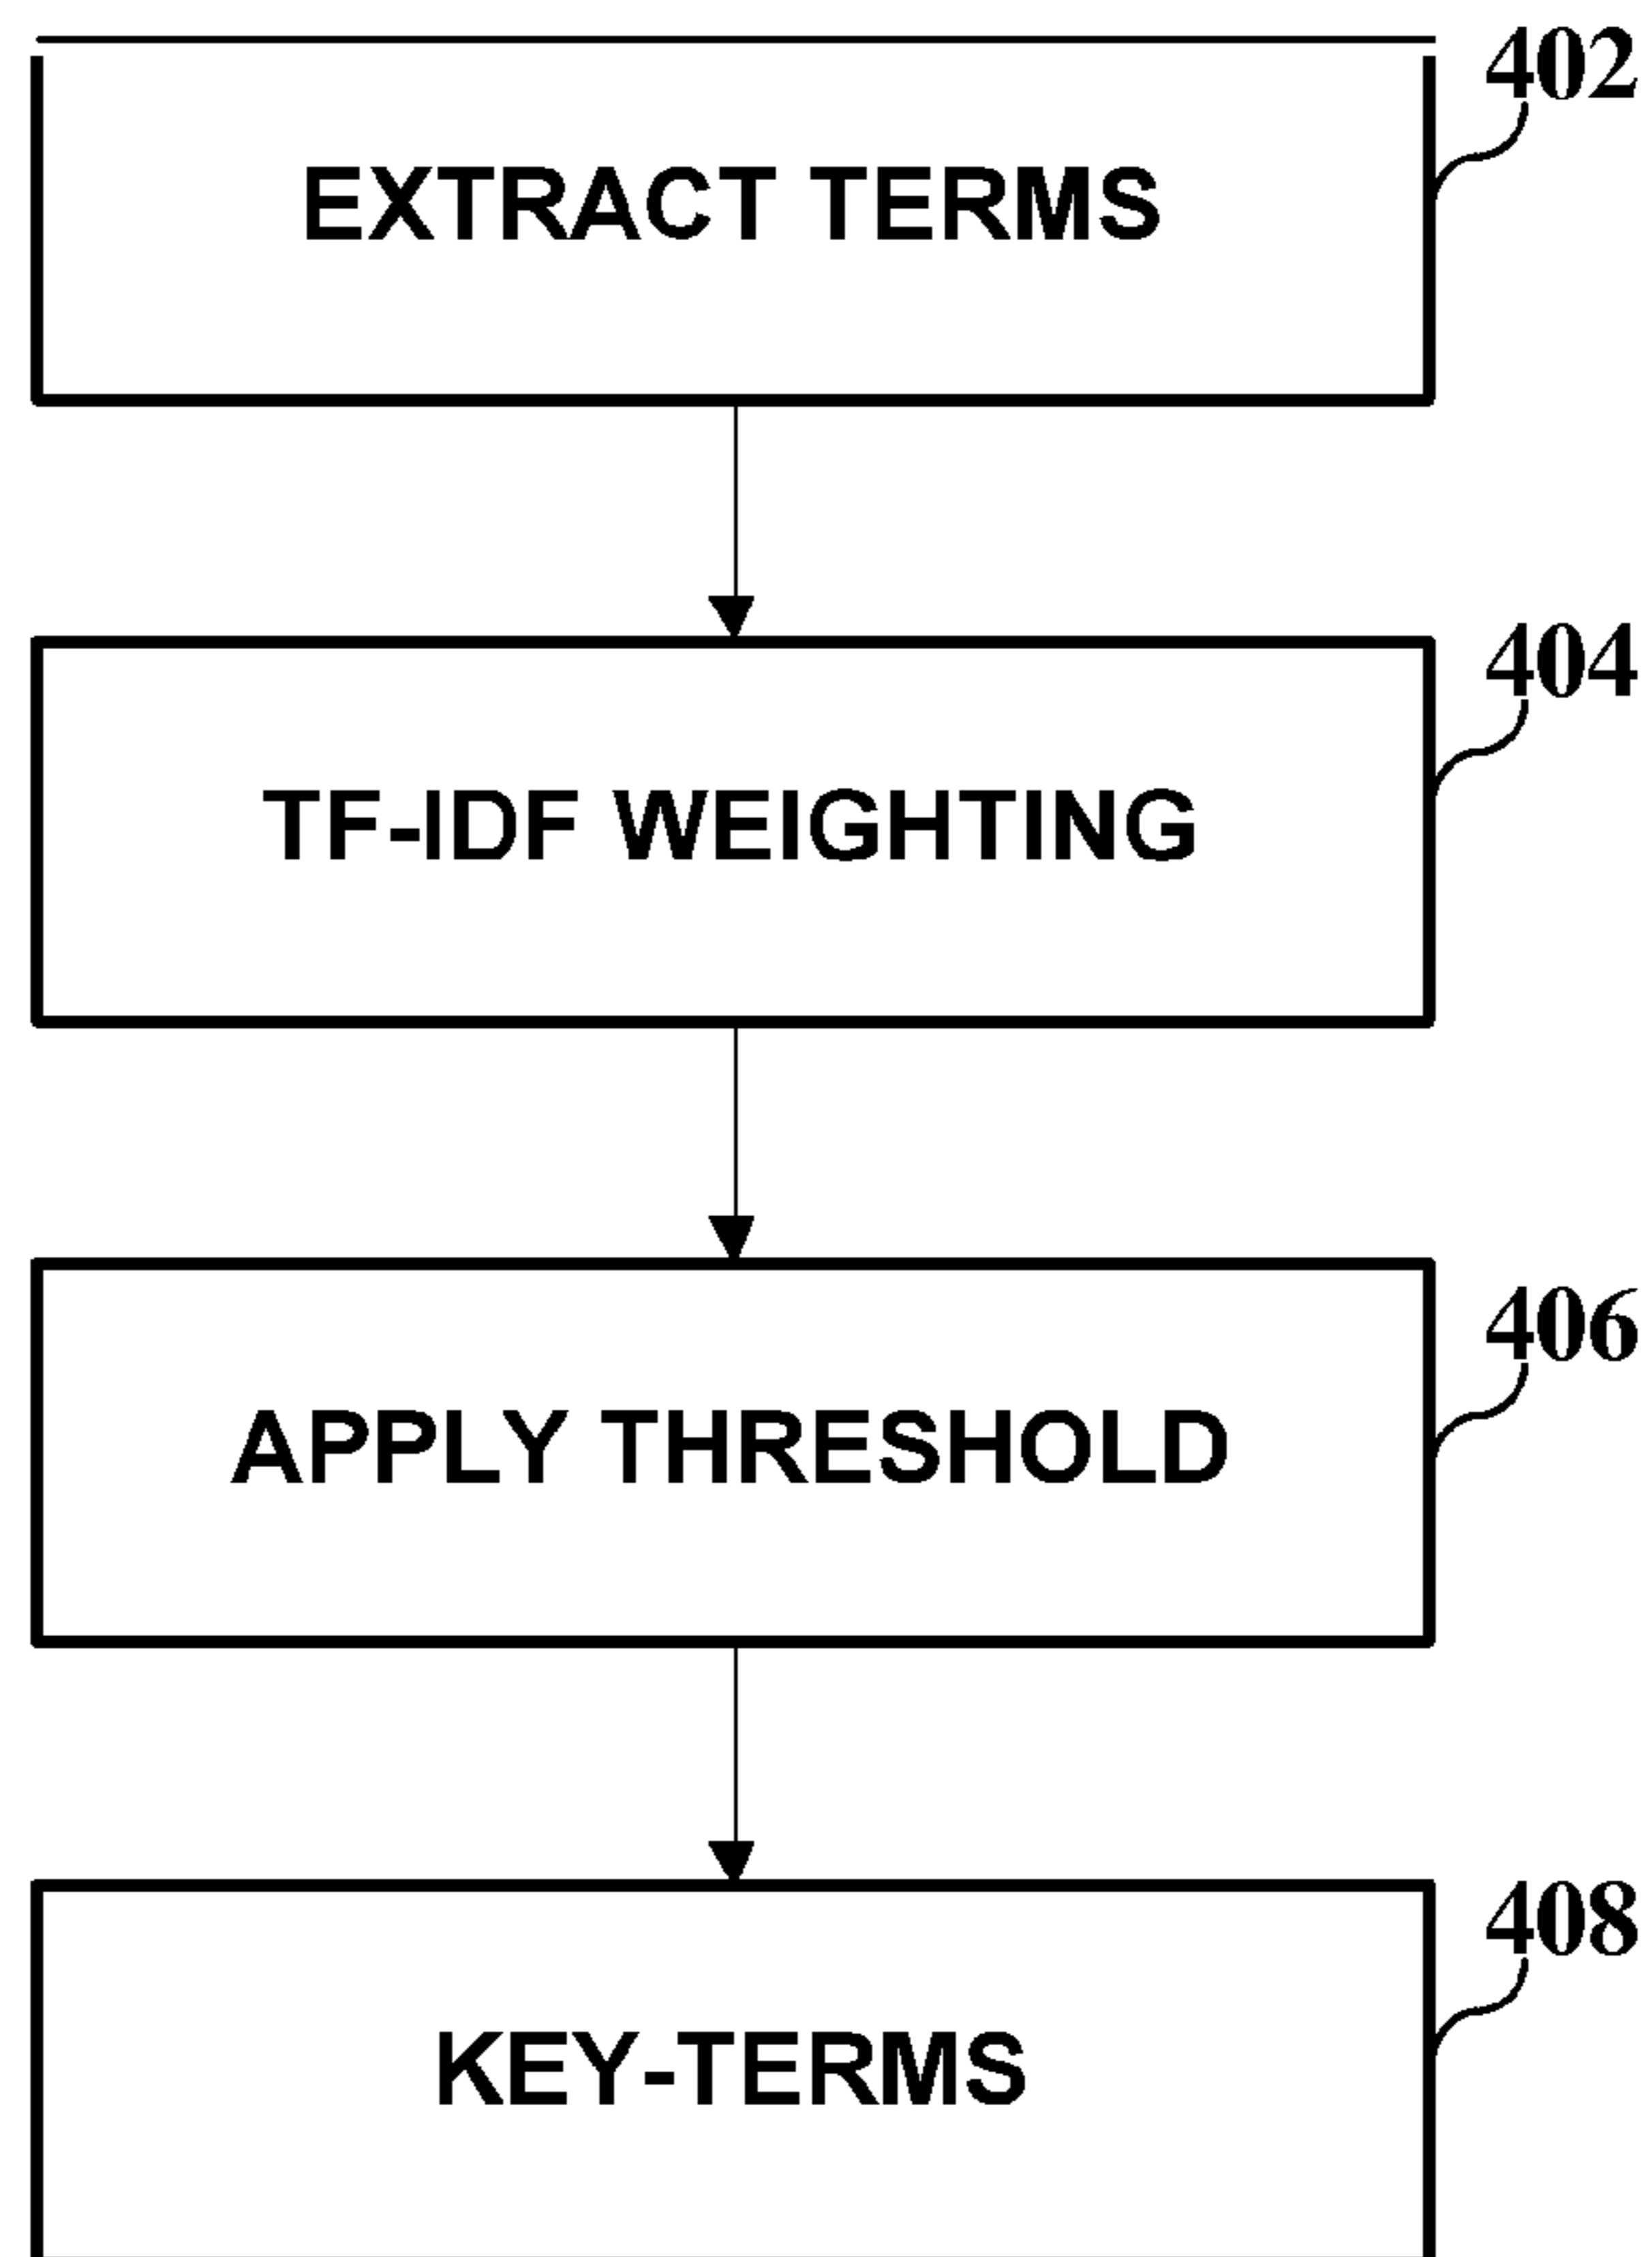 402
EXTRACT TERMS
404
TF-IDF WEIGHTING
406
APPLY THRESHOLD
408
KEY-TERMS